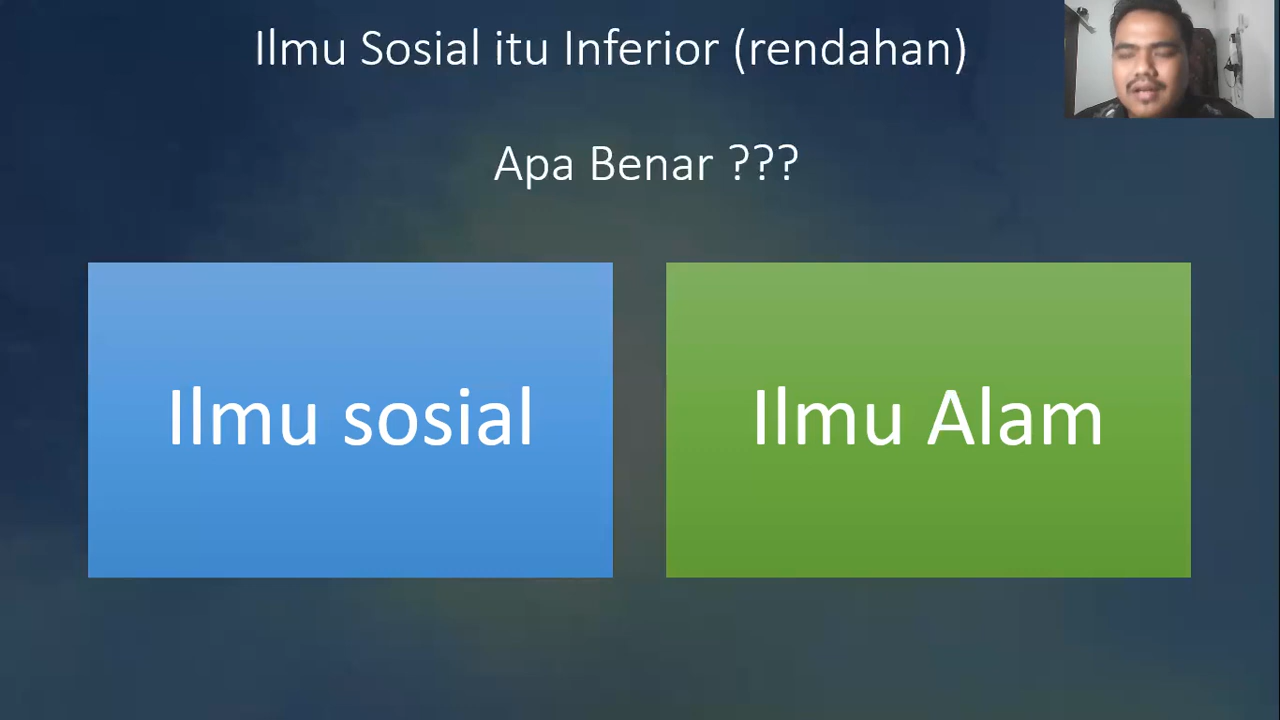 Ilmu Sosial itu Inferior (rendahan)
Apa Benar ???
Ilmu sosial
Ilmu Alam